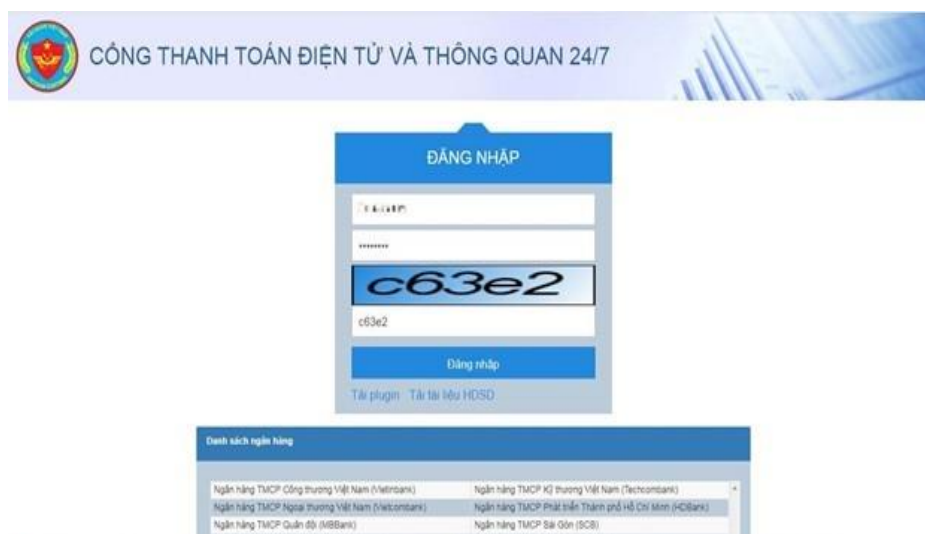 CỔNG THANH TOÁN ĐIỆN TỬ VÀ THÔNG QUAN 24/7
ĐĂNG NHẬP
********
c63e2
c63e2
Đăng nhập
Tải plugin Tải tài liệu HDSD
Danh sách ngân hàng
Ngân hàng TMCP Công thương Việt Nam (Vietinbank) Ngân hàng TMCP Kỹ thương Việt Nam (Techcombank)
Ngân hàng TMCP Ngoại thương Việt Nam (Vietcombank) Ngân hàng TMCP Phát triển Thành phố Hồ Chí Minh (HDBank)
Ngân hàng TMCP Quân đội (MBBank) Ngân hàng TMCP Sài Gòn (SCB)